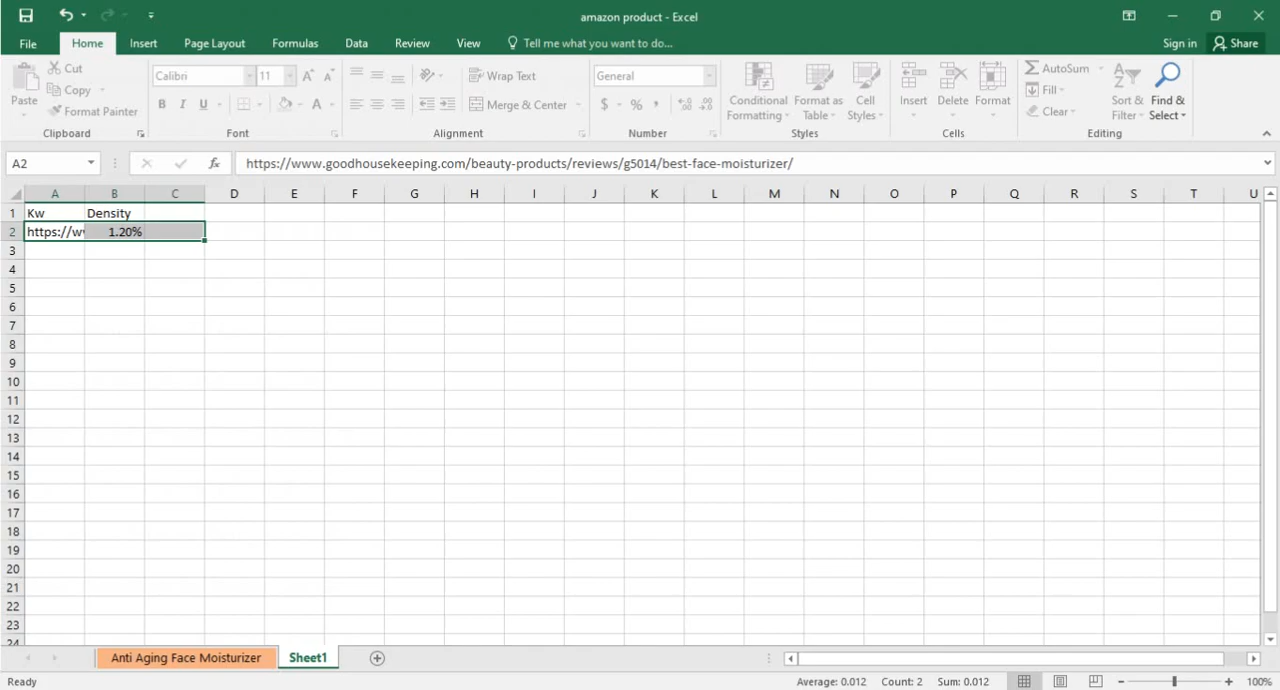 amazon product - Excel
File Home Insert Page Layout Formulas Data Review View Tell me what you want to do... Sign in Share
Paste Cut Copy Format Painter Clipboard
Calibri 11 B I U A A A Font
Wrap Text Merge & Center Alignment
General $ % , Number
Conditional Formatting Format as Table Cell Styles Styles
Insert Delete Format Cells
AutoSum Fill Clear Sort & Filter Find & Select Editing
A2 fx https://www.goodhousekeeping.com/beauty-products/reviews/g5014/best-face-moisturizer/
A B C D E F G H I J K L M N O P Q R S T U
1 Kw Density
2 https://w 1.20%
3
4
5
6
7
8
9
10
11
12
13
14
15
16
17
18
19
20
21
22
23
24
Anti Aging Face Moisturizer Sheet1
Ready Average: 0.012 Count: 2 Sum: 0.012 100%